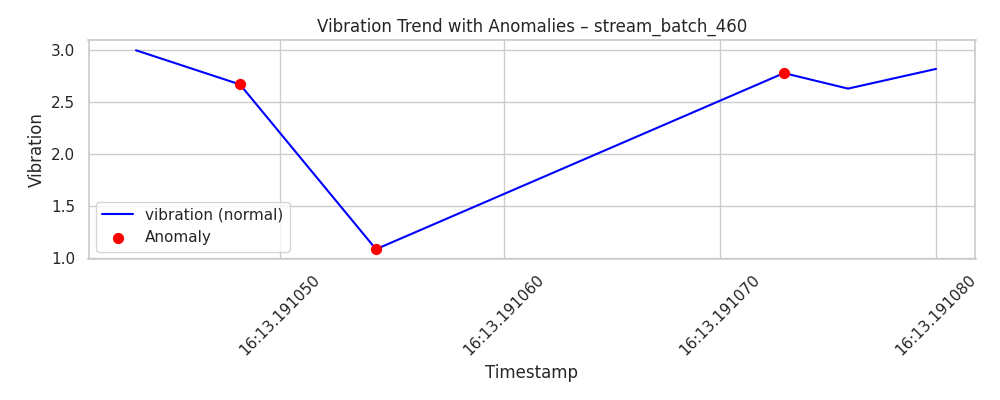 Vibration Trend with Anomalies – stream_batch_460
Vibration
3.0
2.5
2.0
1.5
1.0
vibration (normal)
Anomaly
16:13.191050
16:13.191060
16:13.191070
16:13.191080
Timestamp